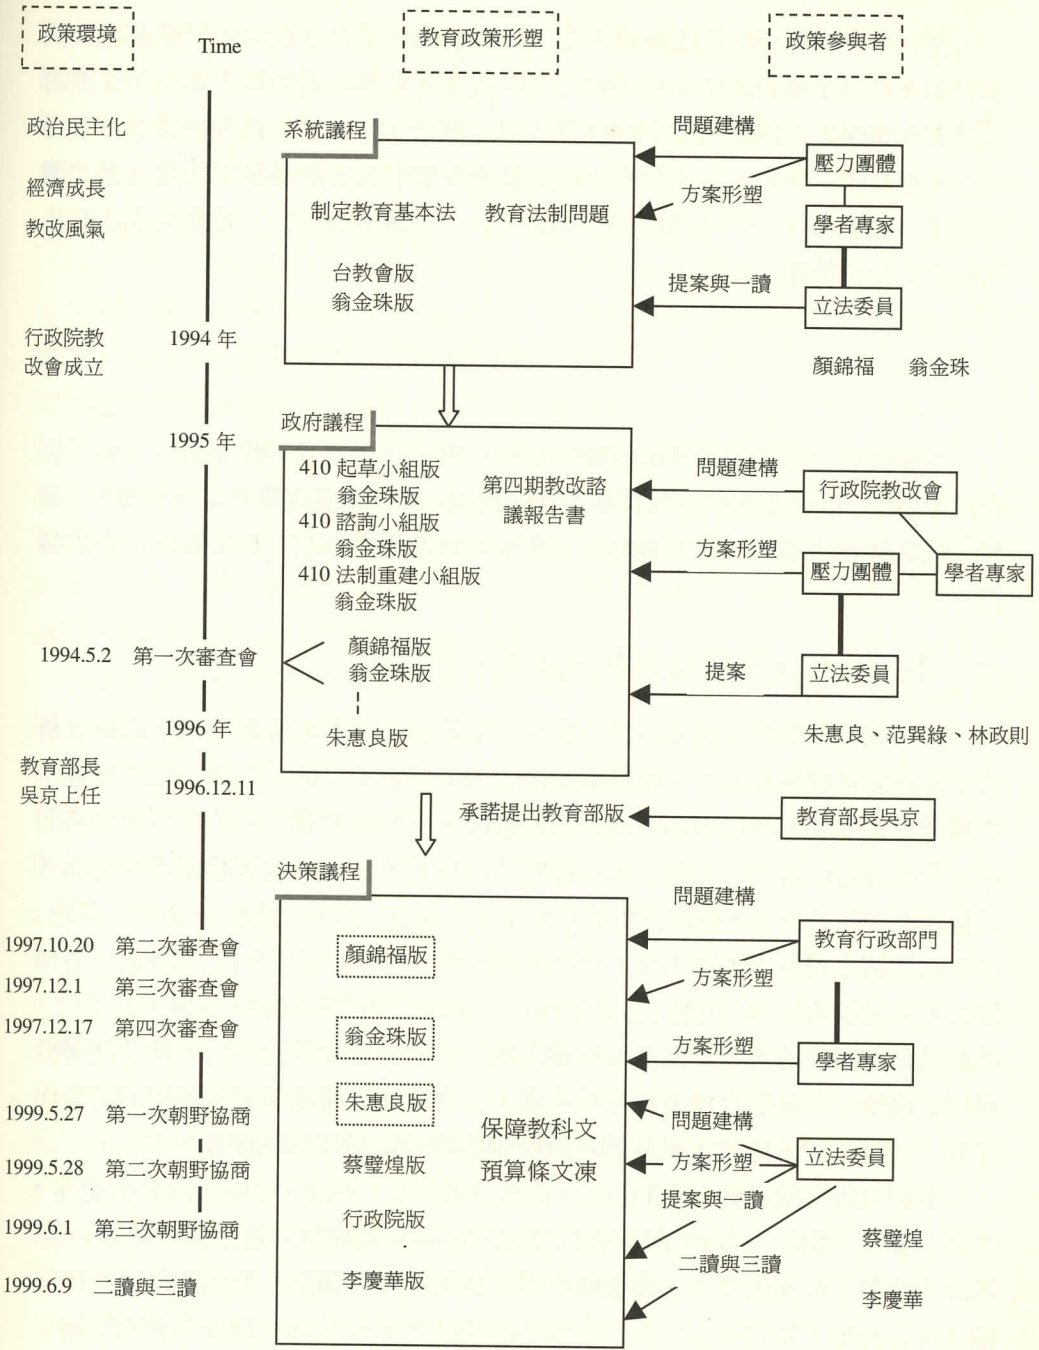 政策環境
Time
教育政策形塑
政策參與者
政治民主化
經濟成長
教改風氣
系統議程
制定教育基本法 教育法制問題
台教會版
翁金珠版
問題建構
方案形塑
提案與一讀
壓力團體
學者專家
立法委員
顏錦福 翁金珠
行政院教
改會成立
1994 年
1995 年
政府議程
410 起草小組版
翁金珠版
410 諮詢小組版
翁金珠版
410 法制重建小組版
翁金珠版
第四期教改諮
議報告書
問題建構
行政院教改會
方案形塑
壓力團體
學者專家
1994.5.2 第一次審查會
顏錦福版
翁金珠版
朱惠良版
提案
立法委員
朱惠良、范巽綠、林政則
1996 年
教育部長
吳京上任
1996.12.11
承諾提出教育部版
教育部長吳京
決策議程
問題建構
教育行政部門
方案形塑
方案形塑
學者專家
1997.10.20 第二次審查會
1997.12.1 第三次審查會
1997.12.17 第四次審查會
1999.5.27 第一次朝野協商
1999.5.28 第二次朝野協商
1999.6.1 第三次朝野協商
1999.6.9 二讀與三讀
顏錦福版
翁金珠版
朱惠良版
蔡璧煌版
行政院版
李慶華版
保障教科文
預算條文凍
問題建構
方案形塑
提案與一讀
二讀與三讀
立法委員
蔡璧煌
李慶華